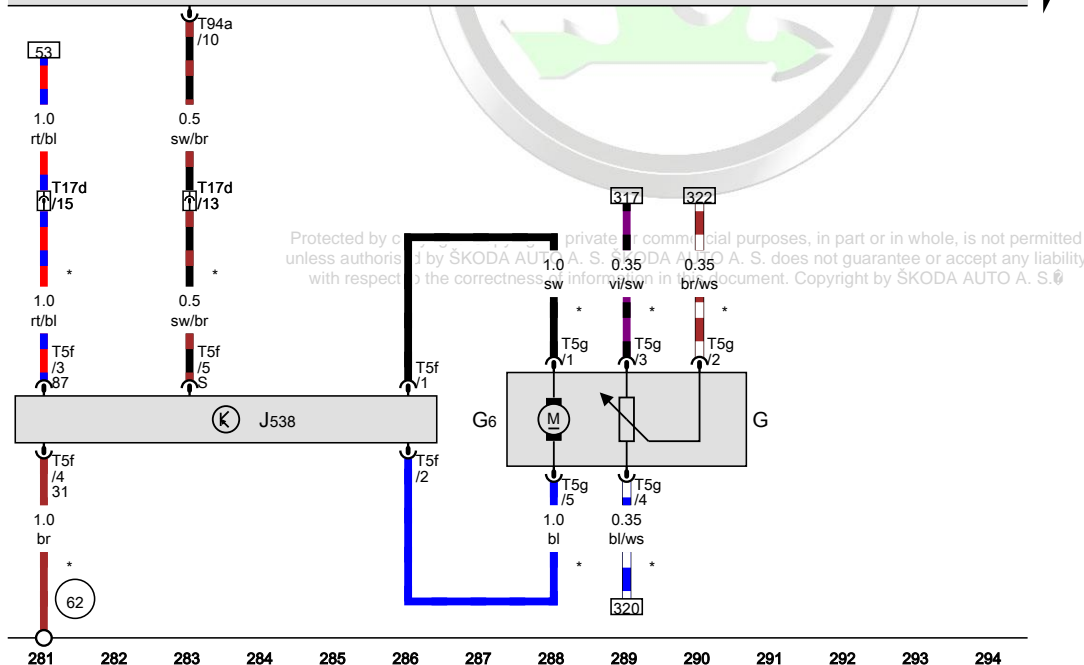 T94a
/10
53
1.0
rt/bl
0.5
sw/br
T17d
/15
T17d
/13
317
322
Protected by c private commercial purposes, in part or in whole, is not permitted
unless authoris d by ŠKODA AUTO A. S. ŠKODA AUTO A. S. does not guarantee or accept any liability
with respect the correctness of information in this document. Copyright by ŠKODA AUTO A. S.
1.0
sw
0.35
vi/sw
0.35
br/ws
*
*
*
*
*
1.0
rt/bl
0.5
sw/br
T5f
/3
87
T5f
/5
S
T5f
/1
T5g
/1
T5g
/3
T5g
/2
K
J538
G6
M
G
T5f
/4
31
T5f
/2
T5g
/5
T5g
/4
1.0
br
1.0
bl
0.35
bl/ws
*
*
*
62
320
281 282 283 284 285 286 287 288 289 290 291 292 293 294